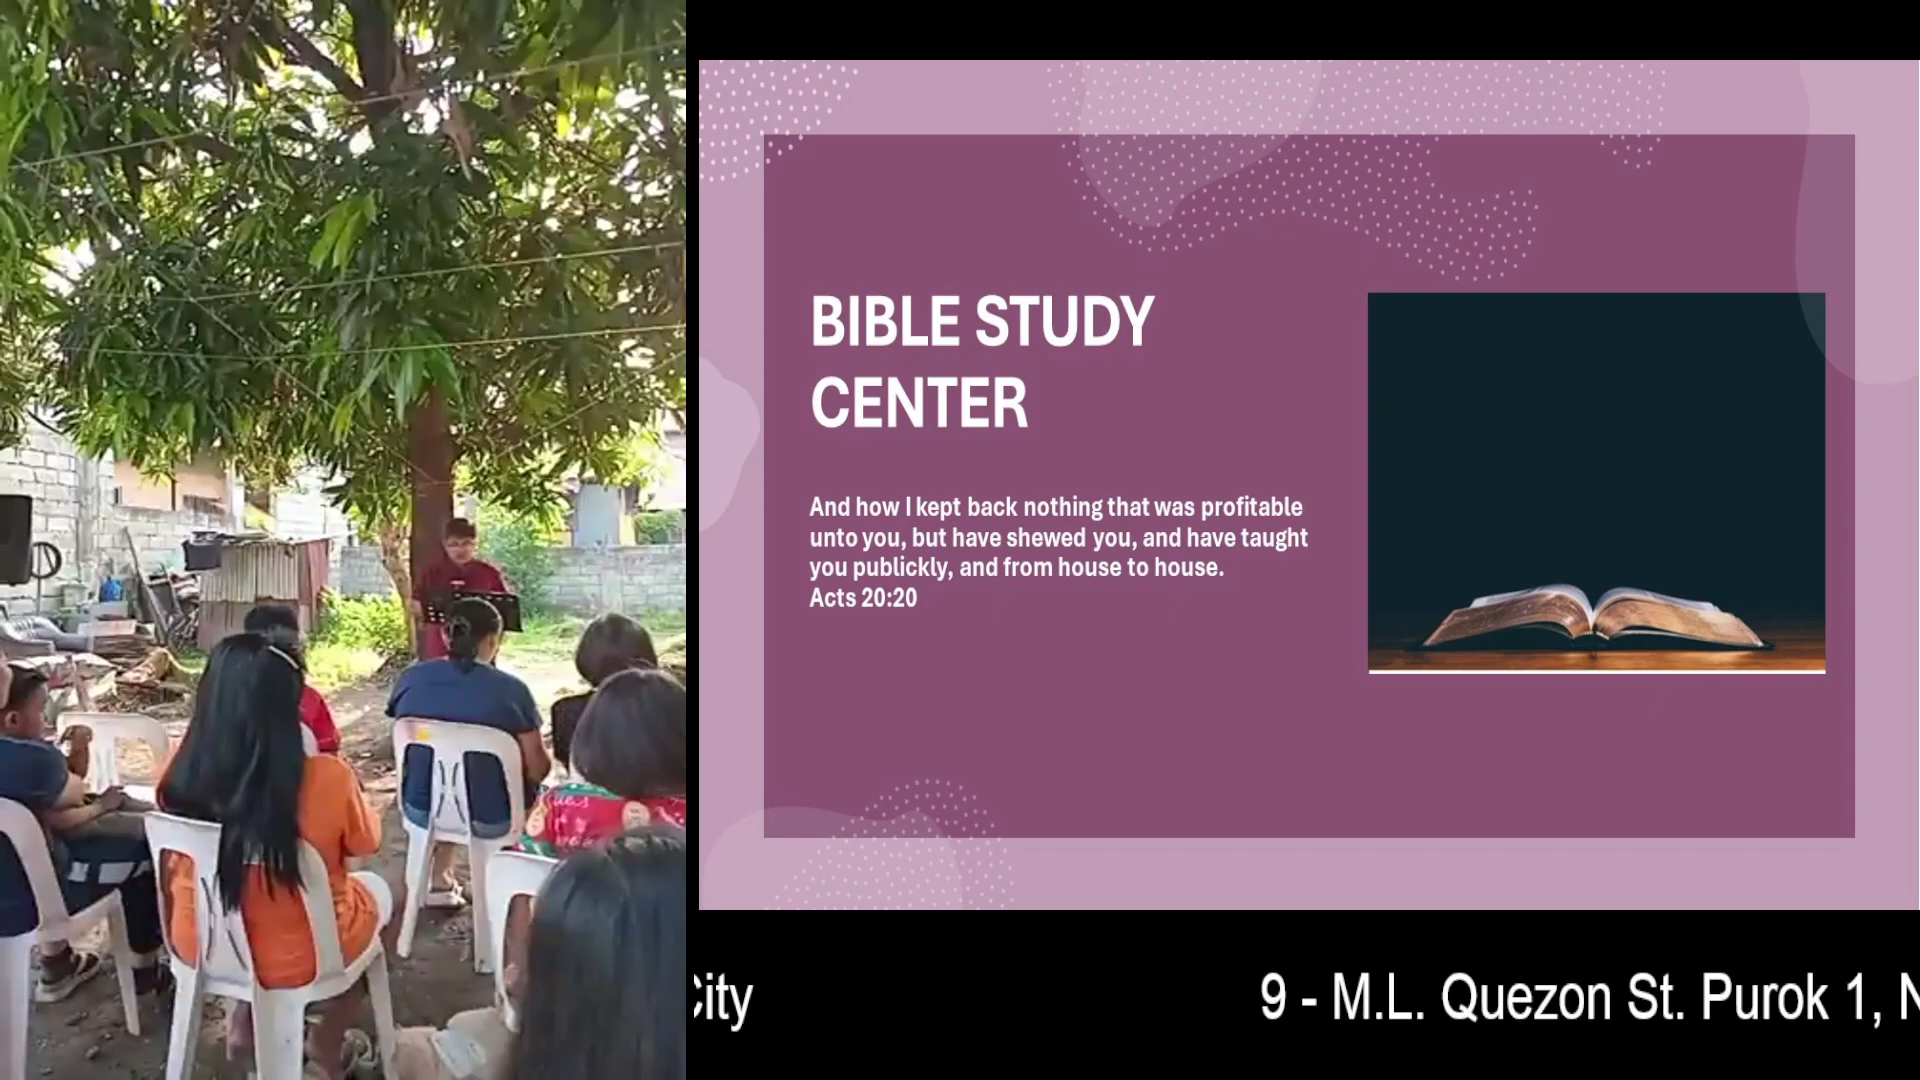 BIBLE STUDY
CENTER
And how I kept back nothing that was profitable
unto you, but have shewed you, and have taught
you publickly, and from house to house.
Acts 20:20
City
9 - M.L. Quezon St. Purok 1, N